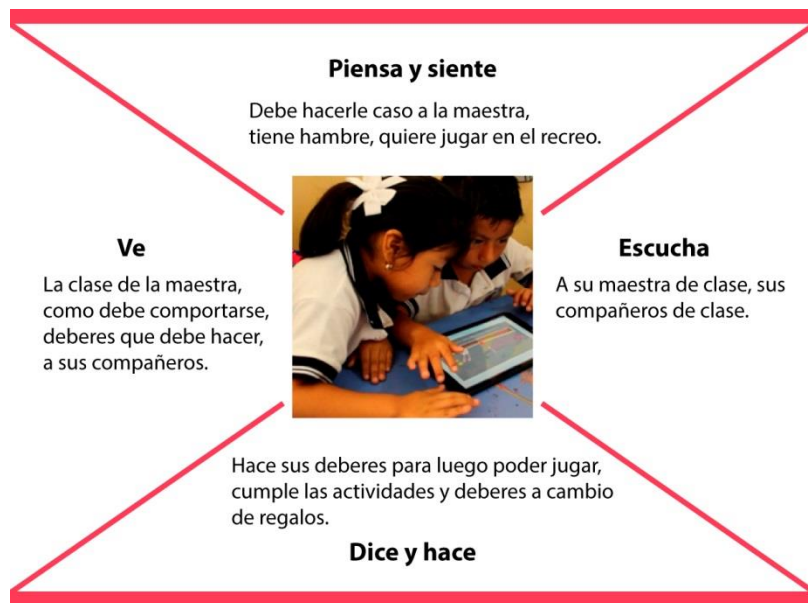 Piensa y siente
Debe hacerle caso a la maestra,
tiene hambre, quiere jugar en el recreo.
Ve
La clase de la maestra,
como debe comportarse,
deberes que debe hacer,
a sus compañeros.
Escucha
A su maestra de clase, sus
compañeros de clase.
Hace sus deberes para luego poder jugar,
cumple las actividades y deberes a cambio
de regalos.
Dice y hace